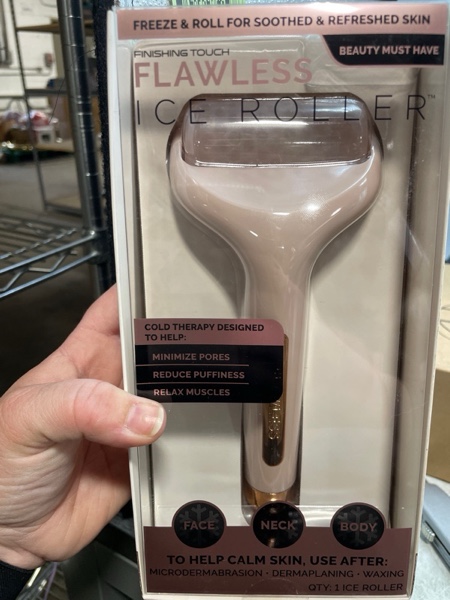 FREEZE & ROLL FOR SOOTHED & REFRESHED SKIN
BEAUTY MUST HAVE
FINISHING TOUCH
FLAWLESS
ICE ROLLER™
COLD THERAPY DESIGNED
TO HELP:
MINIMIZE PORES
REDUCE PUFFINESS
RELAX MUSCLES
FACE
NECK
BODY
TO HELP CALM SKIN, USE AFTER:
MICRODERMABRASION • DERMAPLANING • WAXING
QTY: 1 ICE ROLLER